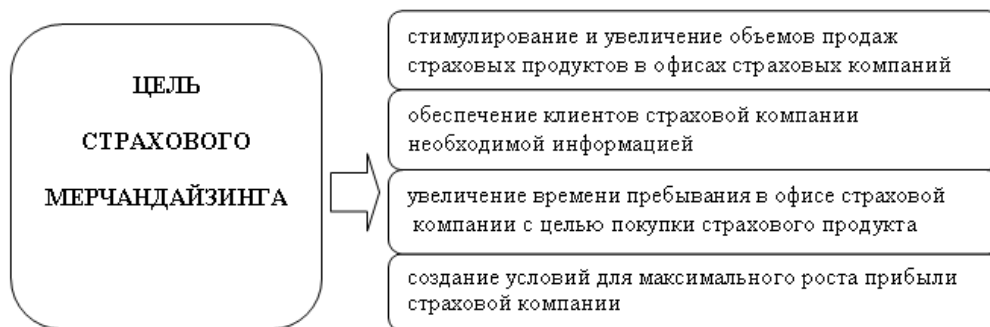 ЦЕЛЬ
СТРАХОВОГО
МЕРЧАНДАЙЗИНГА
стимулирование и увеличение объемов продаж
страховых продуктов в офисах страховых компаний
обеспечение клиентов страховой компании
необходимой информацией
увеличение времени пребывания в офисе страховой
компании с целью покупки страхового продукта
создание условий для максимального роста прибыли
страховой компании